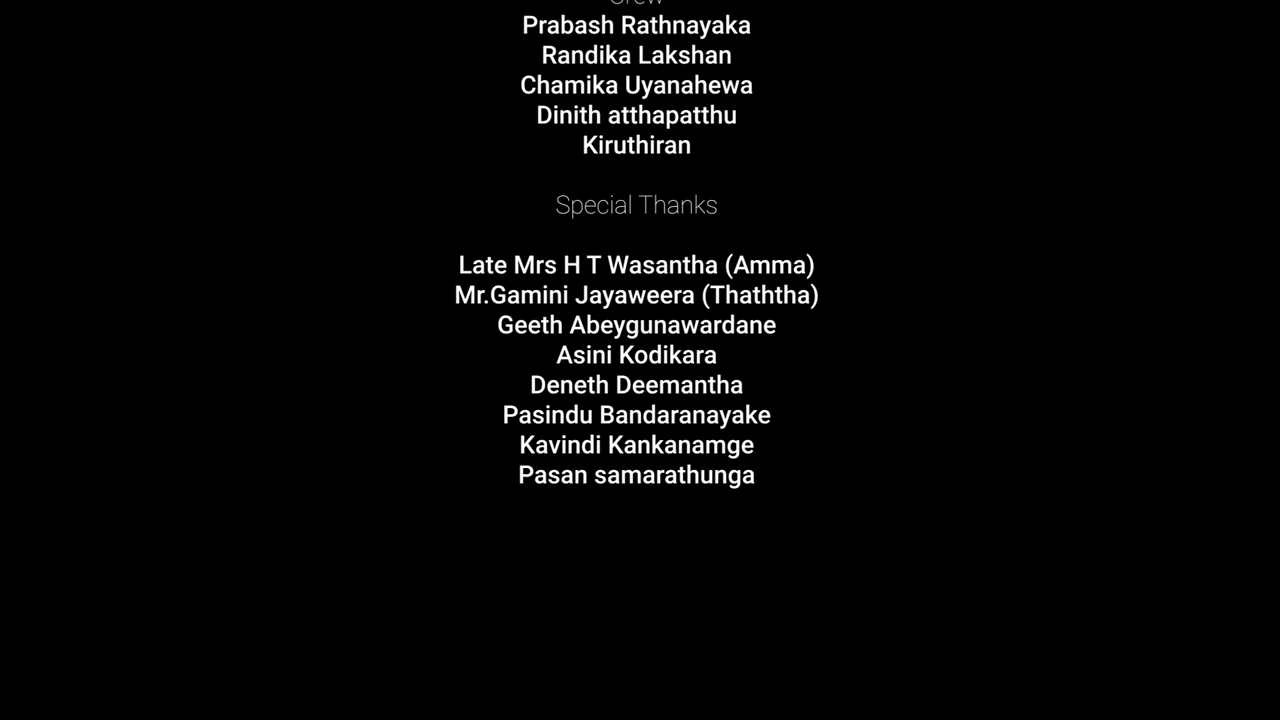 Crew
Prabash Rathnayaka
Randika Lakshan
Chamika Uyanahewa
Dinith atthapatthu
Kiruthiran
Special Thanks
Late Mrs H T Wasantha (Amma)
Mr.Gamini Jayaweera (Thaththa)
Geeth Abeygunawardane
Asini Kodikara
Deneth Deemantha
Pasindu Bandaranayake
Kavindi Kankanamge
Pasan samarathunga